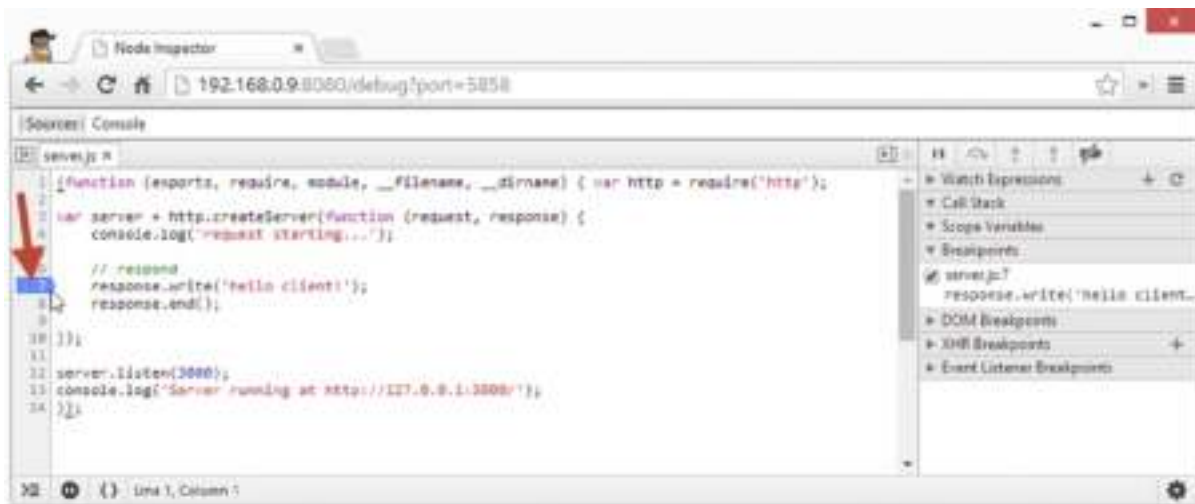 Node Inspector
192.168.0.9:8080/debug?port=5858
Sources Console
server.js
1 (function (exports, require, module, __filename, __dirname) { var http = require('http');
2
3 var server = http.createServer(function (request, response) {
4 console.log('request starting...');
// respond
7 response.write('hello client!');
8 response.end();
9
10 });
11
12 server.listen(3000);
13 console.log('Server running at http://127.0.0.1:3000/');
14 });
Watch Expressions
Call Stack
Scope Variables
Breakpoints
server.js:7
response.write('hello client…
DOM Breakpoints
XHR Breakpoints
Event Listener Breakpoints
{} Line 1, Column 1